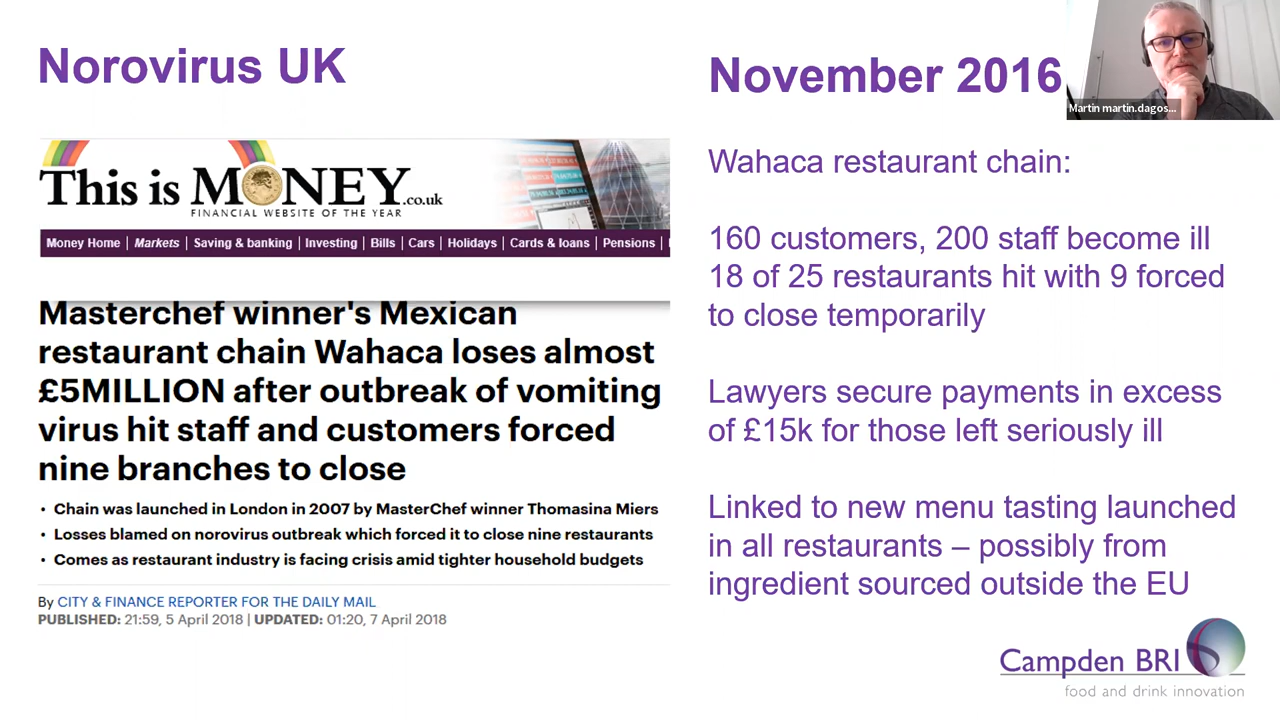 Norovirus UK
This is MONEY.co.uk
FINANCIAL WEBSITE OF THE YEAR
Money Home | Markets | Saving & banking | Investing | Bills | Cars | Holidays | Cards & loans | Pensions |
Masterchef winner's Mexican
restaurant chain Wahaca loses almost
£5MILLION after outbreak of vomiting
virus hit staff and customers forced
nine branches to close
• Chain was launched in London in 2007 by MasterChef winner Thomasina Miers
• Losses blamed on norovirus outbreak which forced it to close nine restaurants
• Comes as restaurant industry is facing crisis amid tighter household budgets
By CITY & FINANCE REPORTER FOR THE DAILY MAIL
PUBLISHED: 21:59, 5 April 2018 | UPDATED: 01:20, 7 April 2018
November 2016
Martin martin.dagos...
Wahaca restaurant chain:
160 customers, 200 staff become ill
18 of 25 restaurants hit with 9 forced
to close temporarily
Lawyers secure payments in excess
of £15k for those left seriously ill
Linked to new menu tasting launched
in all restaurants – possibly from
ingredient sourced outside the EU
Campden BRI
food and drink innovation